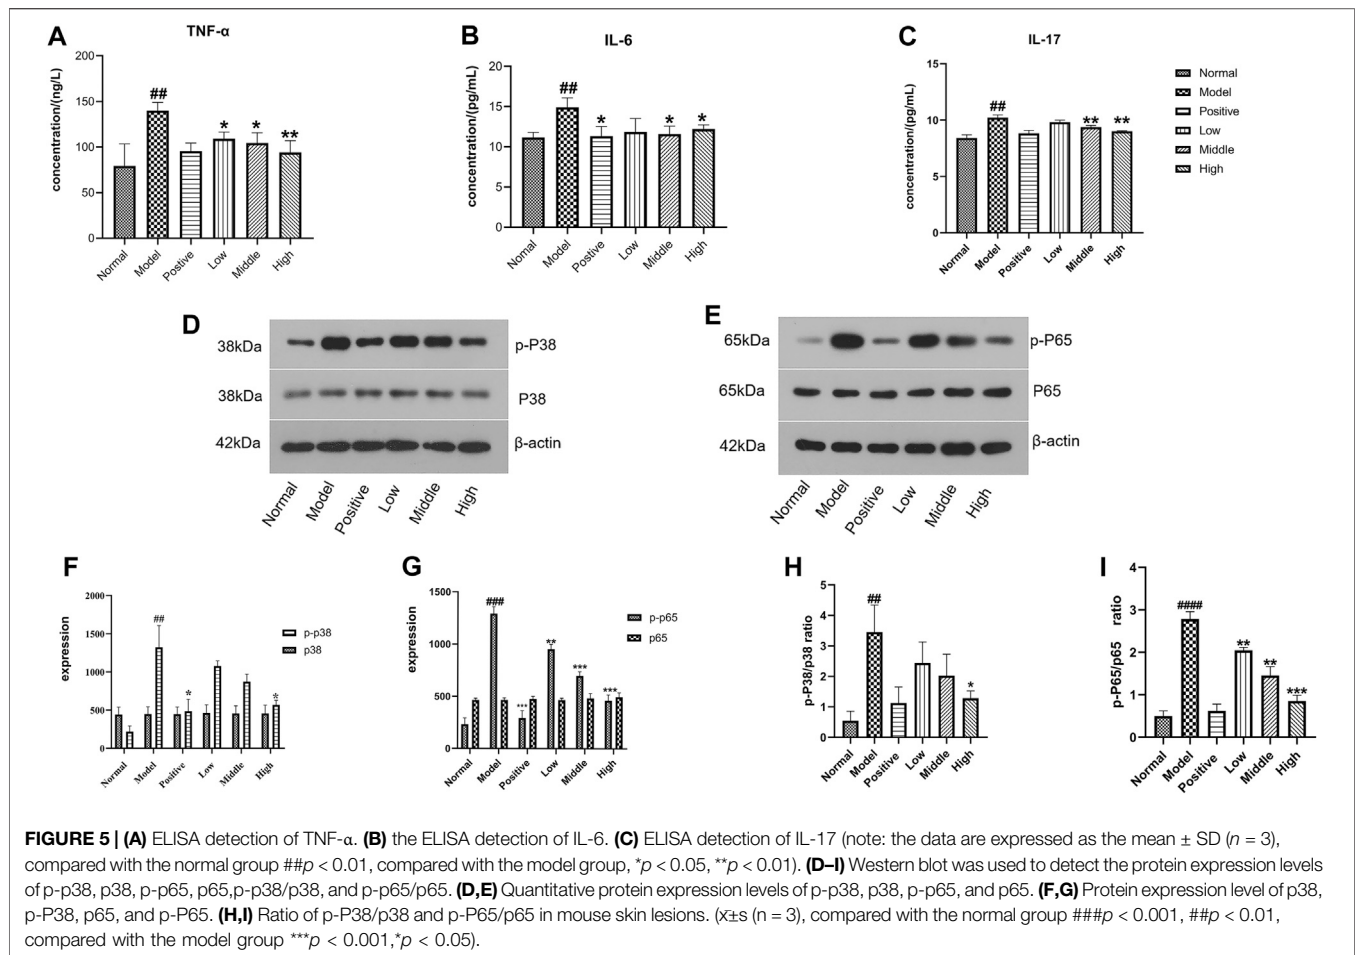 A
TNF-α
concentration/(ng/L)
200
150
100
50
0
##
*
*
**
Normal
Model
Postive
Low
Middle
High
B
IL-6
concentration/(pg/mL)
20
15
10
5
0
##
*
*
*
Normal
Model
Positive
Low
Middle
High
C
IL-17
concentration/(pg/mL)
15
10
5
0
##
**
**
Normal
Model
Positive
Low
Middle
High
Normal
Model
Positive
Low
Middle
High
D
38kDa
p-P38
38kDa
P38
42kDa
β-actin
Normal
Model
Positive
Low
Middle
High
E
65kDa
p-P65
65kDa
P65
42kDa
β-actin
Normal
Model
Positive
Low
Middle
High
F
expression
2000
1500
1000
500
0
##
*
*
Normal
Model
Positive
Low
Middle
High
p-p38
p38
G
expression
1500
1000
500
0
###
***
**
***
***
Normal
Model
Positive
Low
Middle
High
p-p65
p65
H
p-P38/p38 ratio
5
4
3
2
1
0
##
*
Normal
Model
Positive
Low
Middle
High
I
p-P65/p65 ratio
4
3
2
1
0
####
**
**
***
Normal
Model
Positive
Low
Middle
High
FIGURE 5 | (A) ELISA detection of TNF-α. (B) the ELISA detection of IL-6. (C) ELISA detection of IL-17 (note: the data are expressed as the mean ± SD (n = 3),
compared with the normal group ##p < 0.01, compared with the model group, *p < 0.05, **p < 0.01). (D–I) Western blot was used to detect the protein expression levels
of p-p38, p38, p-p65, p65,p-p38/p38, and p-p65/p65. (D,E) Quantitative protein expression levels of p-p38, p38, p-p65, and p65. (F,G) Protein expression level of p38,
p-P38, p65, and p-P65. (H,I) Ratio of p-P38/p38 and p-P65/p65 in mouse skin lesions. (x̄±s (n = 3), compared with the normal group ###p < 0.001, ##p < 0.01,
compared with the model group ***p < 0.001,*p < 0.05).